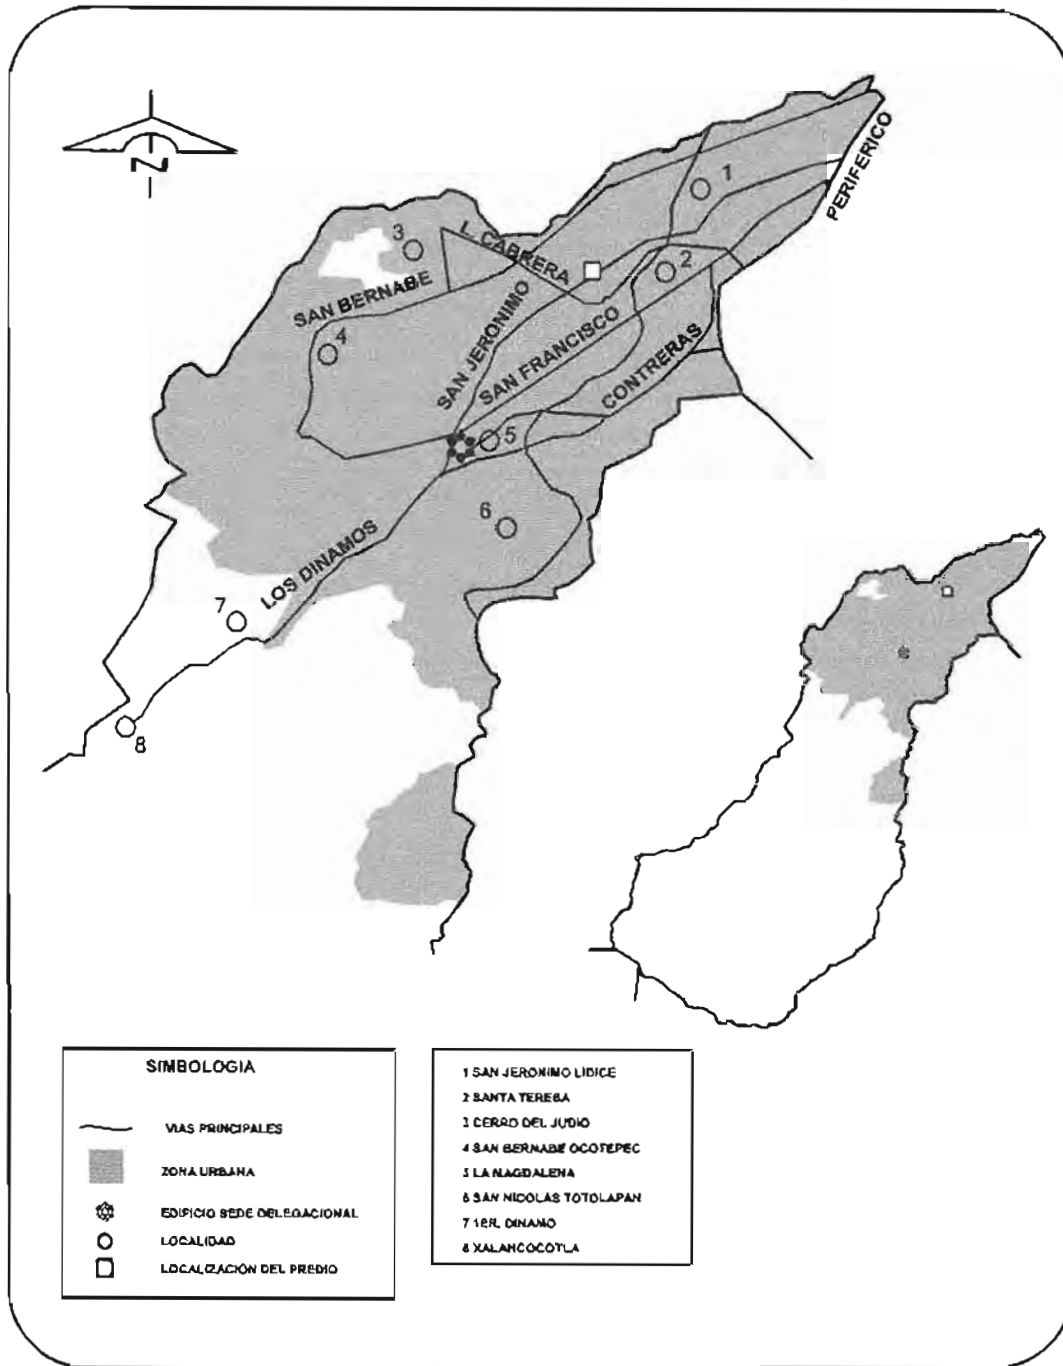 N
PERIFERICO
1
L. CABRERA
2
3
SAN BERNABE
4
SAN JERONIMO
SAN FRANCISCO
CONTRERAS
5
6
LOS DINAMOS
7
8
SIMBOLOGIA
VIAS PRINCIPALES
ZONA URBANA
EDIFICIO SEDE DELEGACIONAL
LOCALIDAD
LOCALIZACIÓN DEL PREDIO
1 SAN JERONIMO LIDICE
2 SANTA TERESA
3 CERRO DEL JUDIO
4 SAN BERNABE OCOTEPEC
5 LA MAGDALENA
6 SAN NICOLAS TOTOLAPAN
7 1ER. DINAMO
8 XALANCOCOTLA